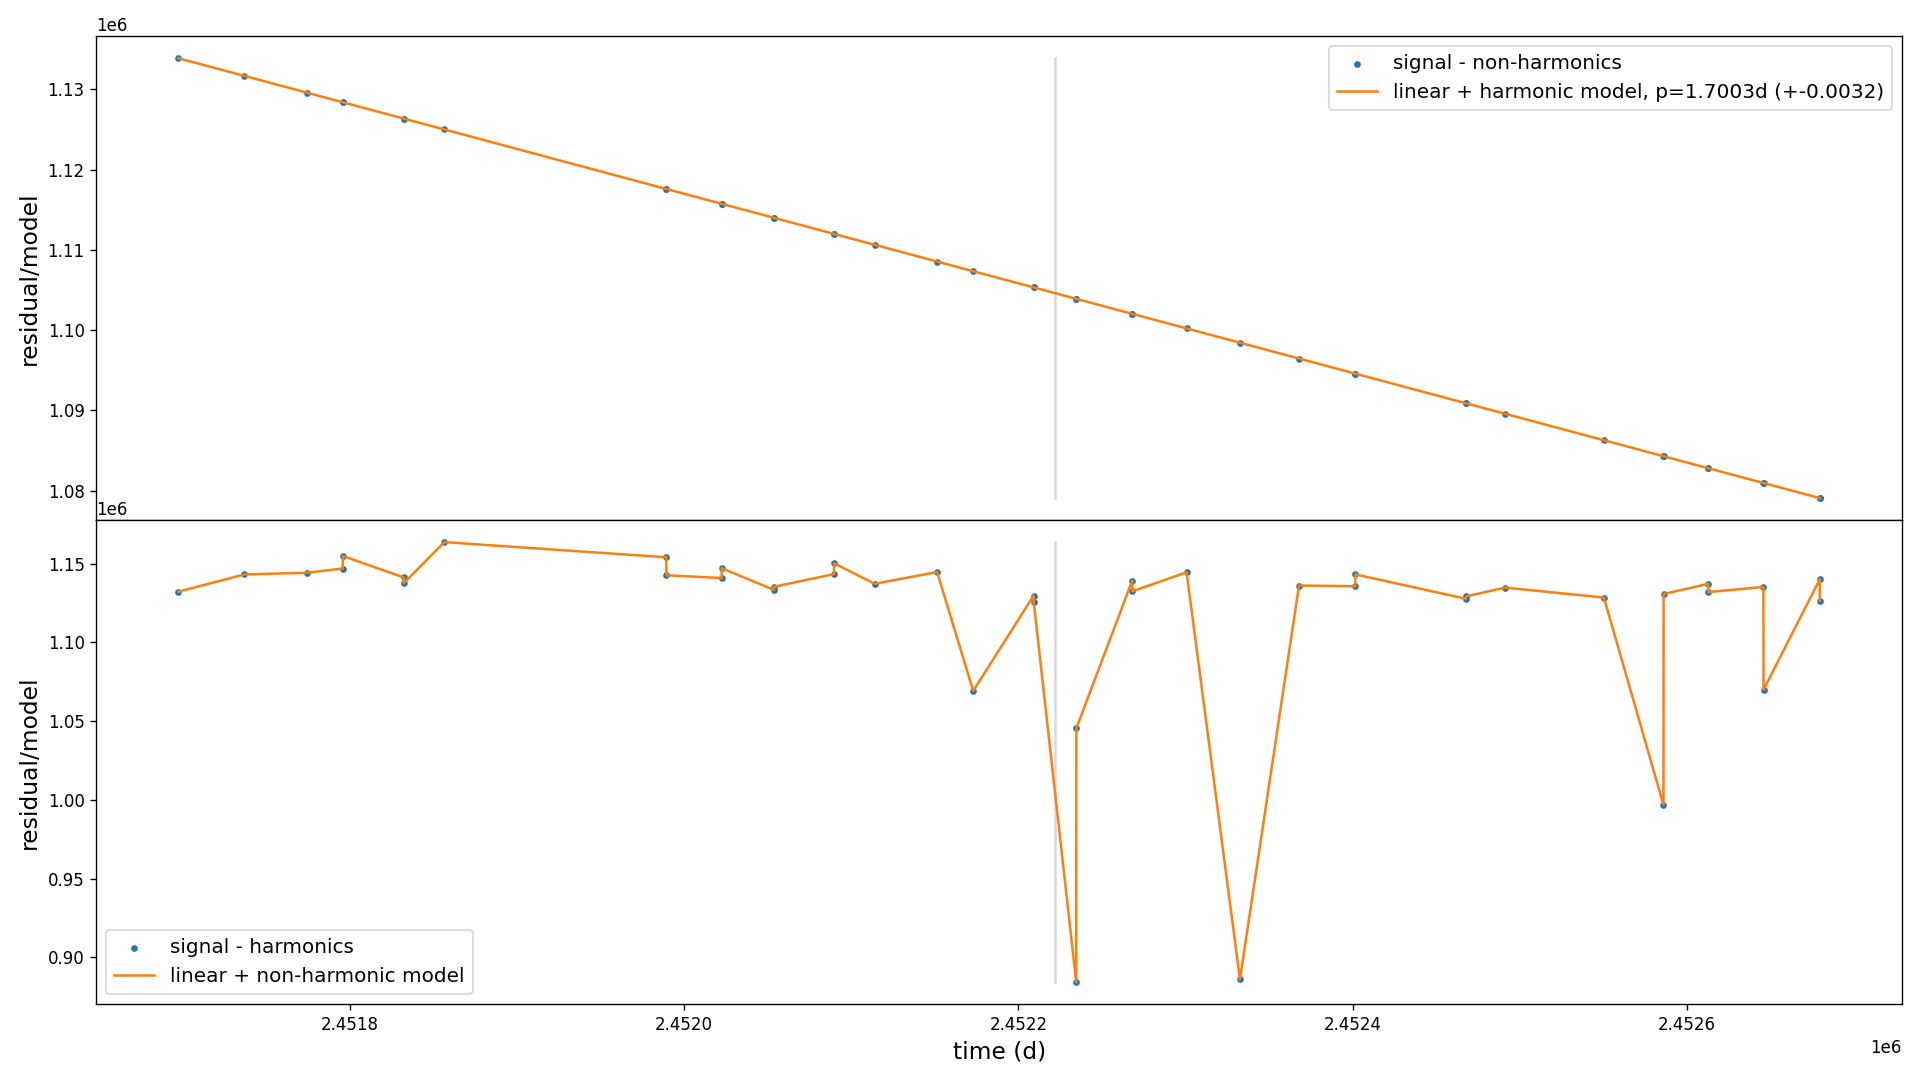 1e6
signal - non-harmonics
linear + harmonic model, p=1.7003d (+-0.0032)
1.13
1.12
1.11
1.10
1.09
1.08
residual/model
1e6
1.15
1.10
1.05
1.00
0.95
0.90
residual/model
signal - harmonics
linear + non-harmonic model
2.4518
2.4520
2.4522
2.4524
2.4526
1e6
time (d)